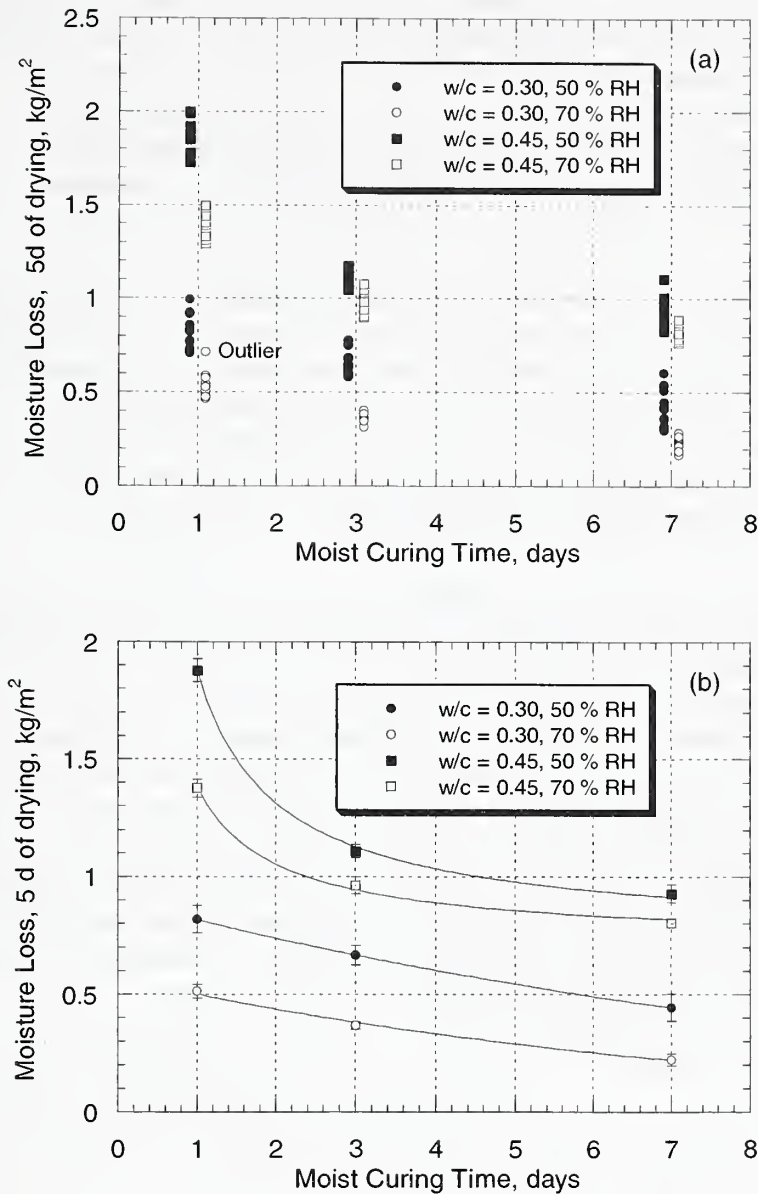 2.5
2
1.5
1
0.5
0
Moisture Loss, 5d of drying, kg/m²
(a)
w/c = 0.30, 50 % RH
w/c = 0.30, 70 % RH
w/c = 0.45, 50 % RH
w/c = 0.45, 70 % RH
Outlier
0 1 2 3 4 5 6 7 8
Moist Curing Time, days
2
1.5
1
0.5
0
Moisture Loss, 5 d of drying, kg/m²
(b)
w/c = 0.30, 50 % RH
w/c = 0.30, 70 % RH
w/c = 0.45, 50 % RH
w/c = 0.45, 70 % RH
0 1 2 3 4 5 6 7 8
Moist Curing Time, days